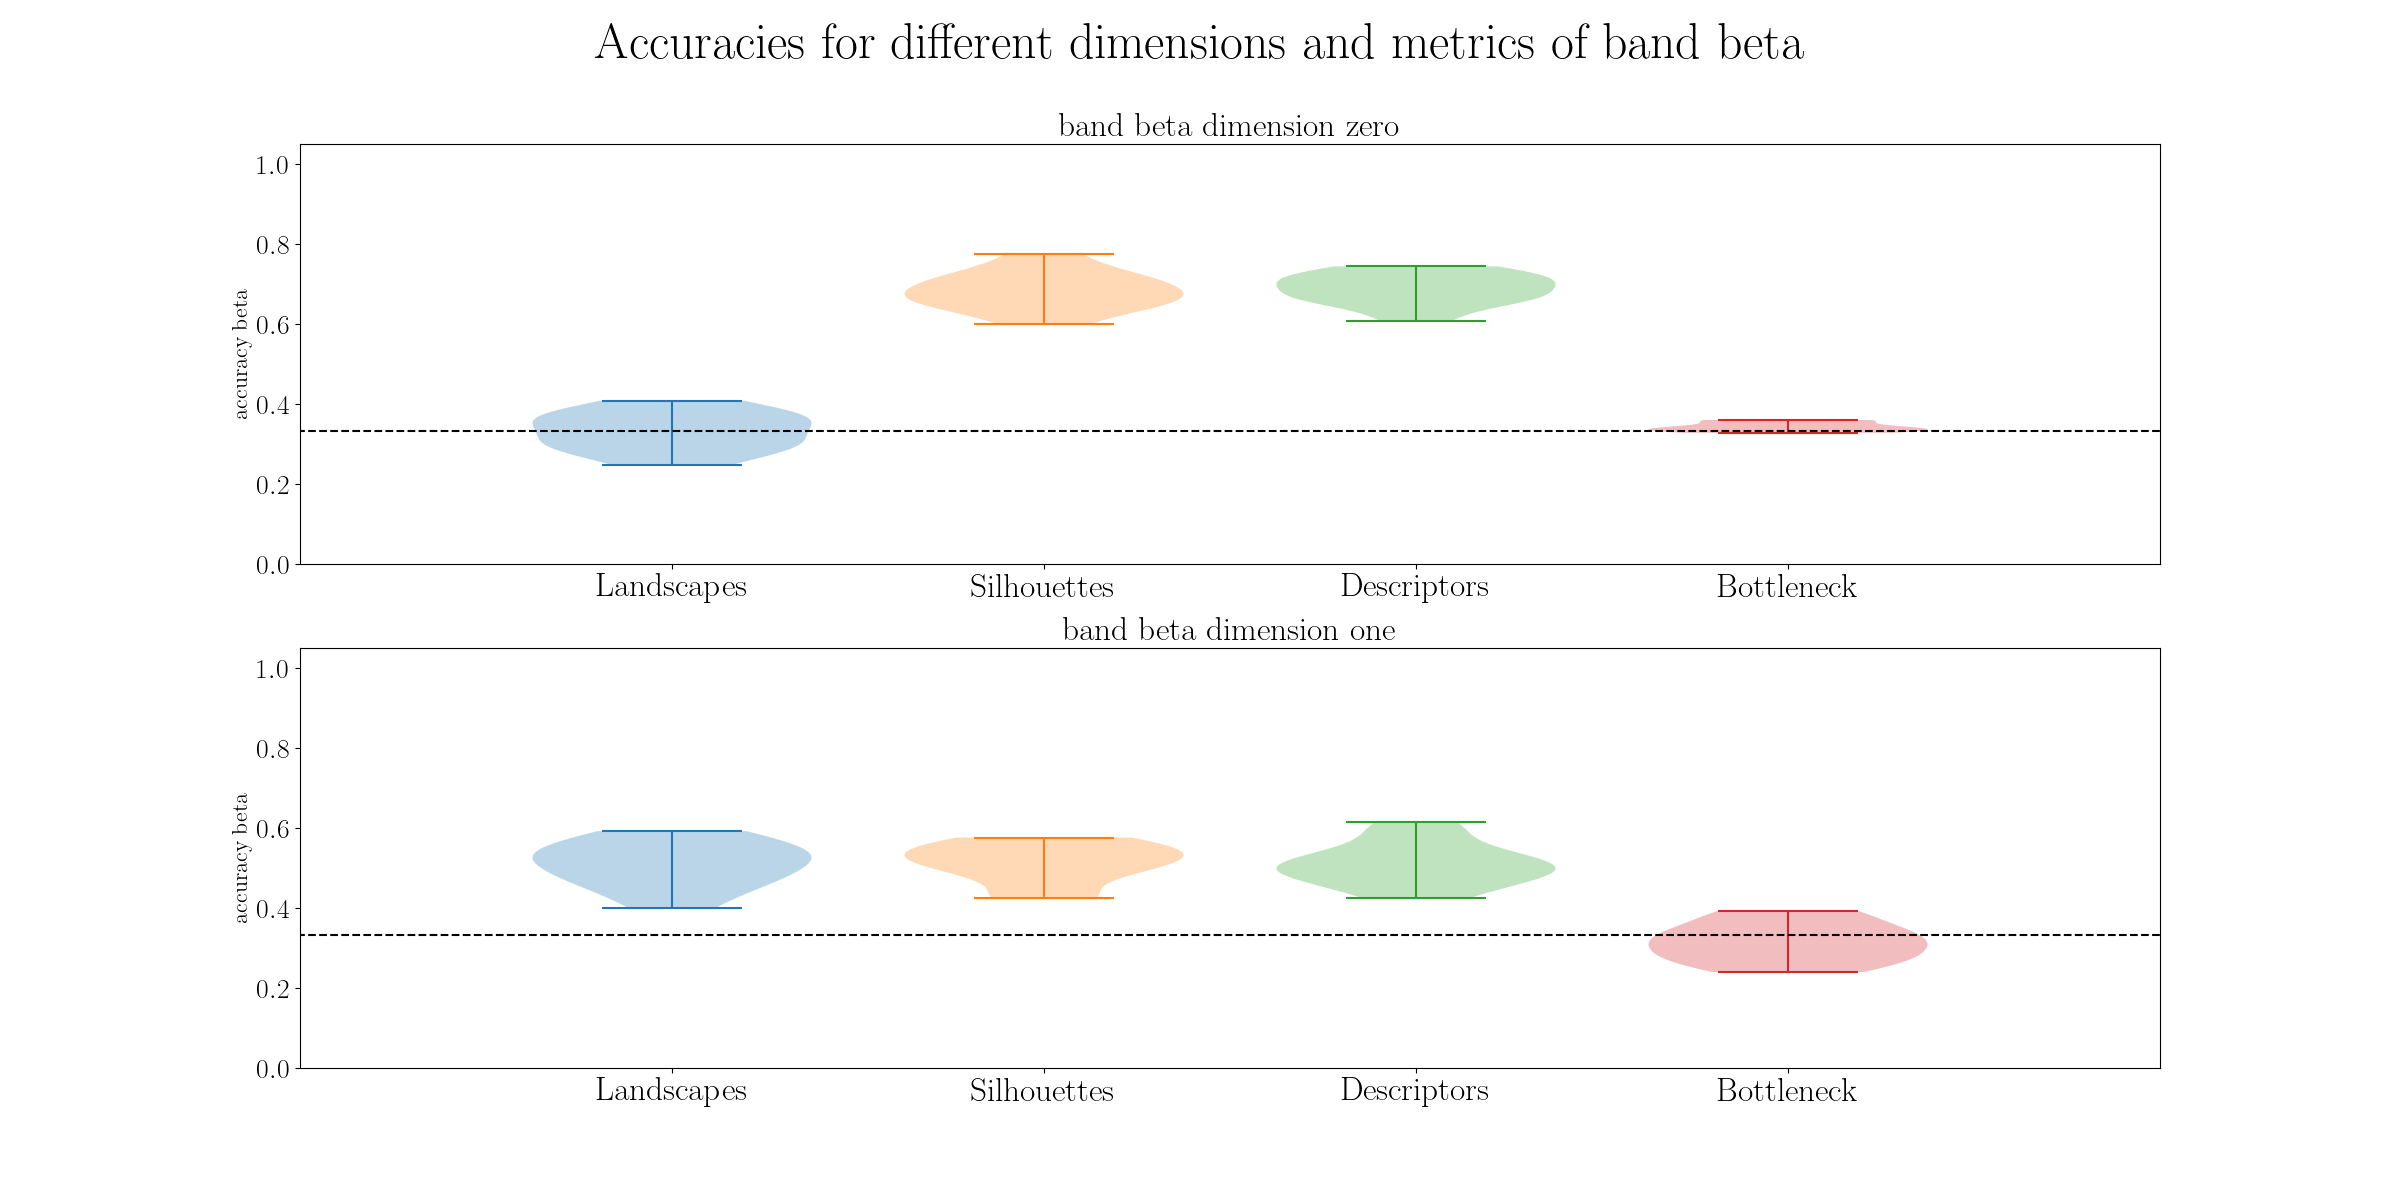 Accuracies for different dimensions and metrics of band beta
band beta dimension zero
1.0
0.8
0.6
0.4
0.2
0.0
accuracy beta
Landscapes Silhouettes Descriptors Bottleneck
band beta dimension one
1.0
0.8
0.6
0.4
0.2
0.0
accuracy beta
Landscapes Silhouettes Descriptors Bottleneck